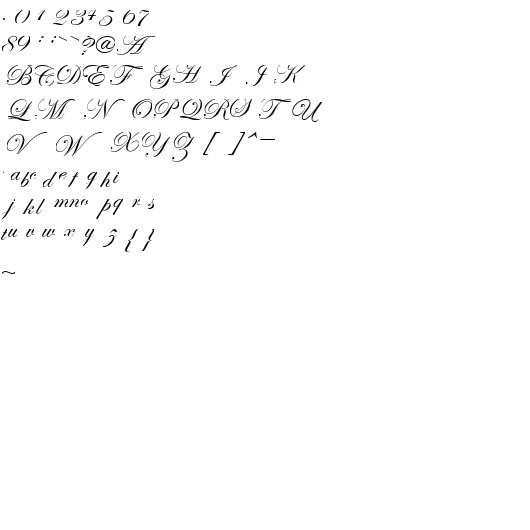 . 0 1 2 3 4 5 6 7
8 9 : ; ? @ A
B C D E F G H I J K
L M N O P Q R S T U
V W X Y Z [ ] ^ _
a b c d e f g h i
j k l m n o p q r s
t u v w x y z { | }
~